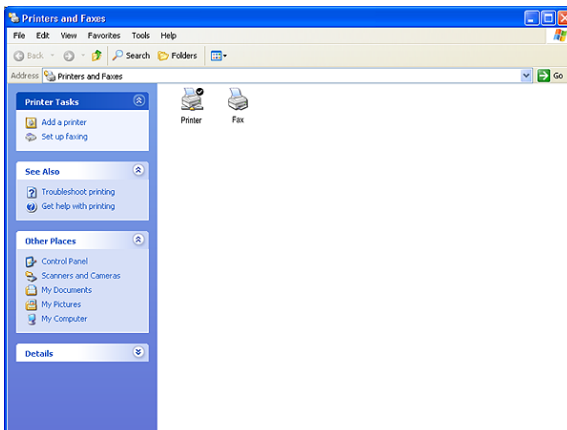 Printers and Faxes
File Edit View Favorites Tools Help
Back Search Folders
Address Printers and Faxes Go
Printer Tasks
Add a printer
Set up faxing
See Also
Troubleshoot printing
Get help with printing
Other Places
Control Panel
Scanners and Cameras
My Documents
My Pictures
My Computer
Details
Printer Fax